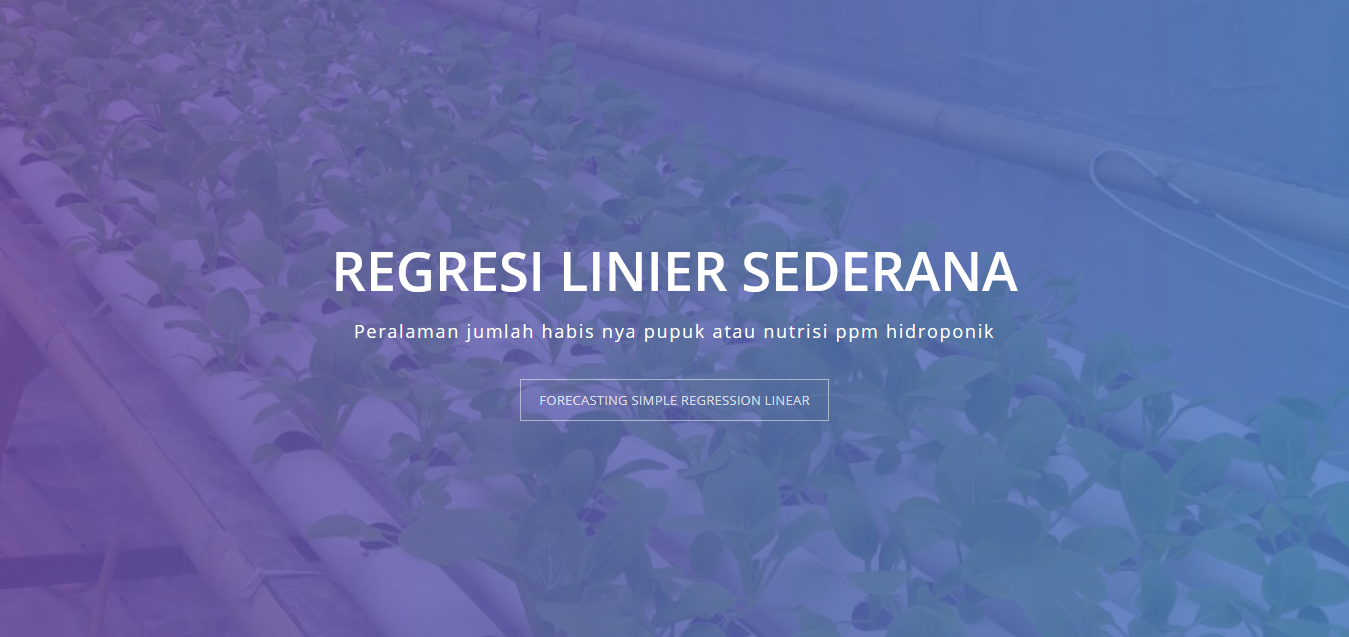 REGRESI LINIER SEDERANA
Peralaman jumlah habis nya pupuk atau nutrisi ppm hidroponik
FORECASTING SIMPLE REGRESSION LINEAR